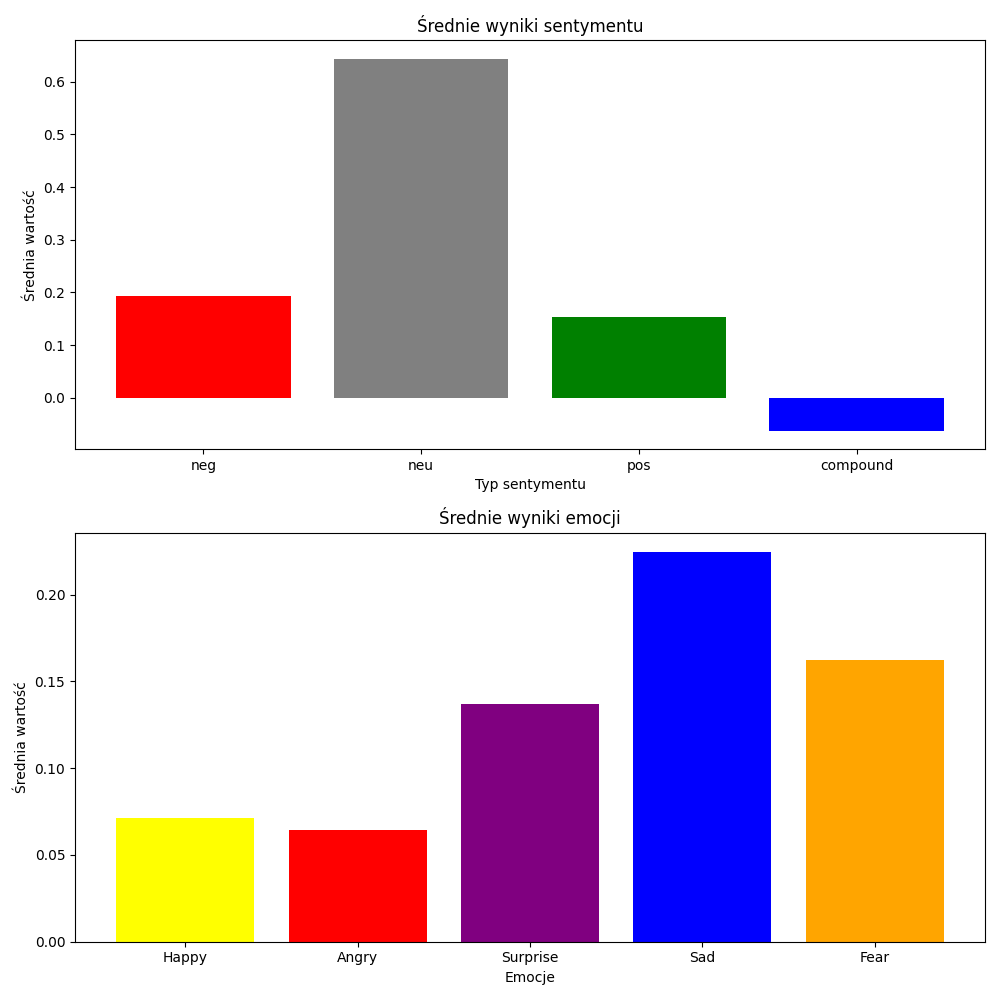 Średnie wyniki sentymentu
0.6
0.5
0.4
0.3
0.2
0.1
0.0
Średnia wartość
neg neu pos compound
Typ sentymentu
Średnie wyniki emocji
0.20
0.15
0.10
0.05
0.00
Średnia wartość
Happy Angry Surprise Sad Fear
Emocje